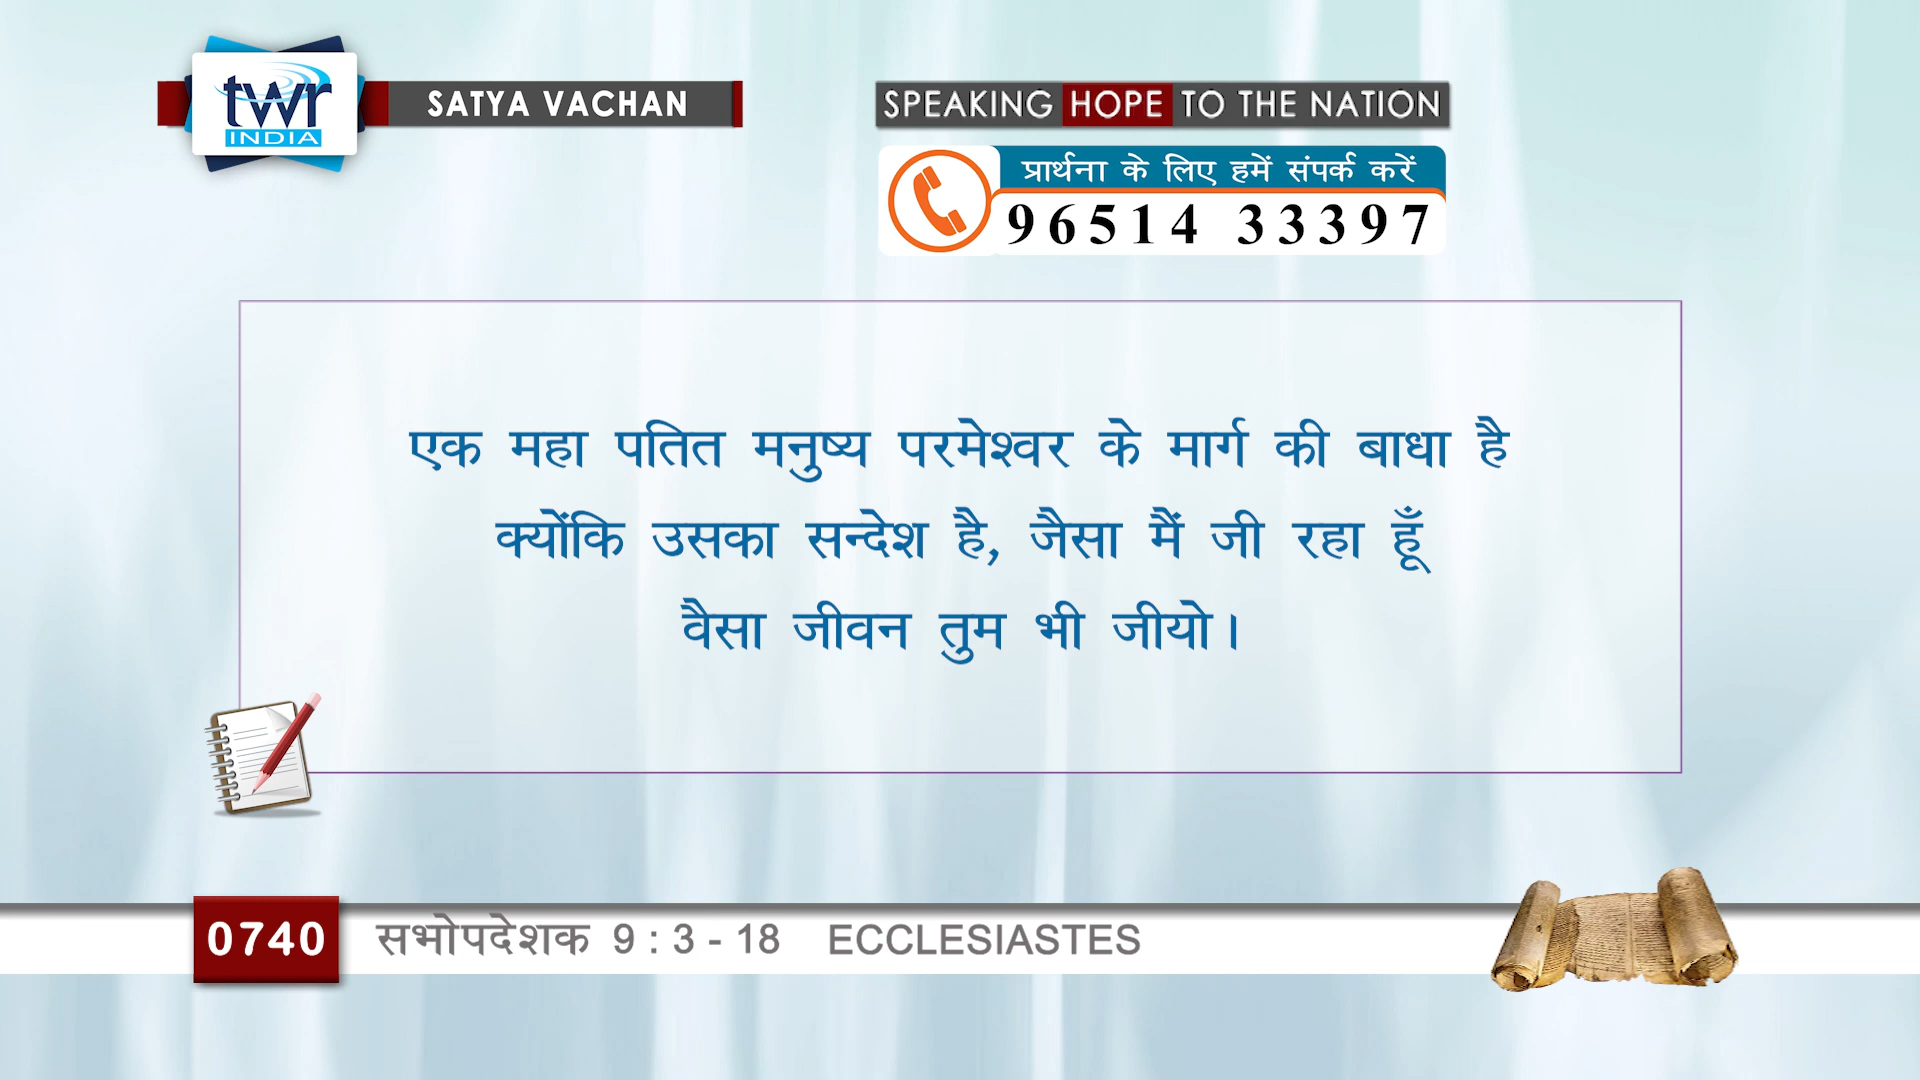 twr
INDIA
SATYA VACHAN
SPEAKING HOPE TO THE NATION
प्रार्थना के लिए हमें संपर्क करें
96514 33397
एक महा पतित मनुष्य परमेश्वर के मार्ग की बाधा है
क्योंकि उसका सन्देश है, जैसा मैं जी रहा हूँ
वैसा जीवन तुम भी जीयो।
0740
सभोपदेशक 9 : 3 - 18 ECCLESIASTES